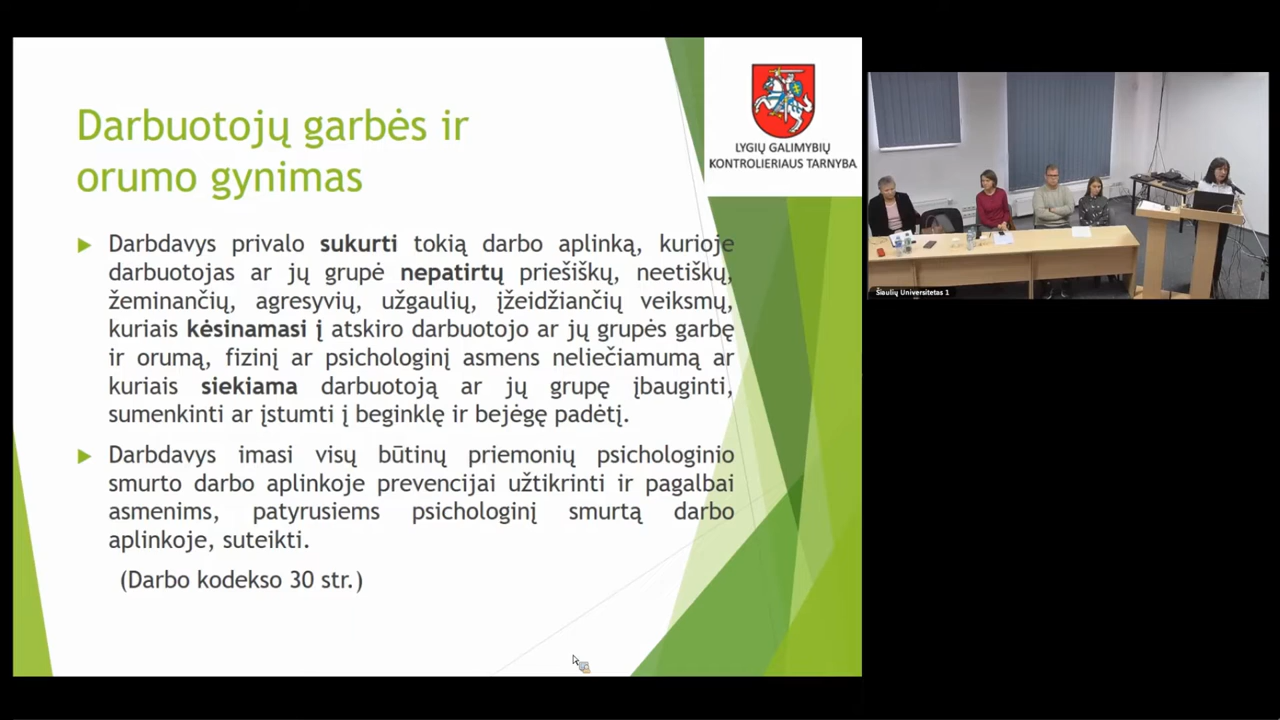 Darbuotojų garbės ir
orumo gynimas
LYGIŲ GALIMYBIŲ
KONTROLIERIAUS TARNYBA
Darbdavys privalo sukurti tokią darbo aplinką, kurioje
darbuotojas ar jų grupė nepatirtų priešiškų, neetiškų,
žeminančių, agresyvių, užgaulių, įžeidžiančių veiksmų,
kuriais kėsinamasi į atskiro darbuotojo ar jų grupės garbę
ir orumą, fizinį ar psichologinį asmens neliečiamumą ar
kuriais siekiama darbuotoją ar jų grupę įbauginti,
sumenkinti ar įstumti į beginklę ir bejėgę padėtį.
Darbdavys imasi visų būtinų priemonių psichologinio
smurto darbo aplinkoje prevencijai užtikrinti ir pagalbai
asmenims, patyrusiems psichologinį smurtą darbo
aplinkoje, suteikti.
(Darbo kodekso 30 str.)
Šiaulių Universitetas 1